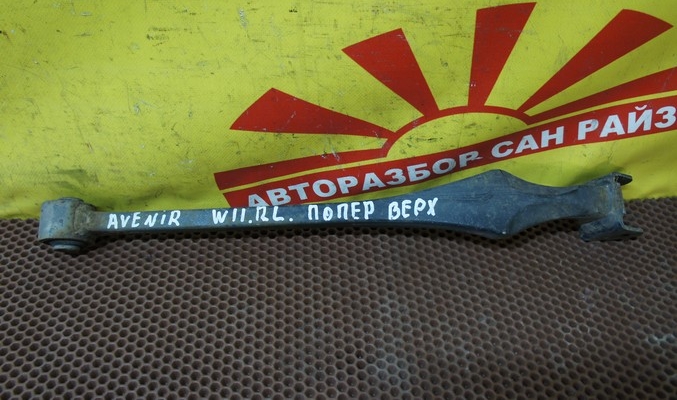 АВТОРАЗБОР САН РАЙЗ
AVENIR W11.RL. ПОПЕР ВЕРХ